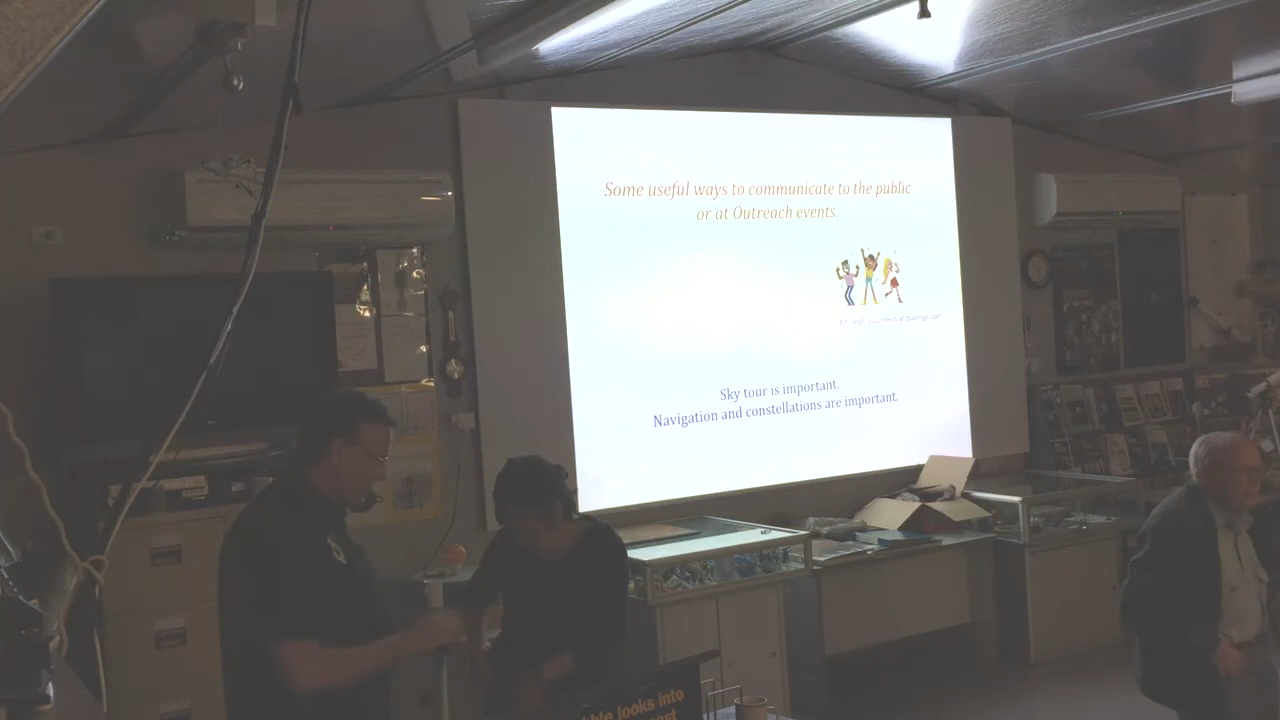 Some useful ways to communicate to the public
or at Outreach events.
Sky tour is important.
Navigation and constellations are important.
looks into